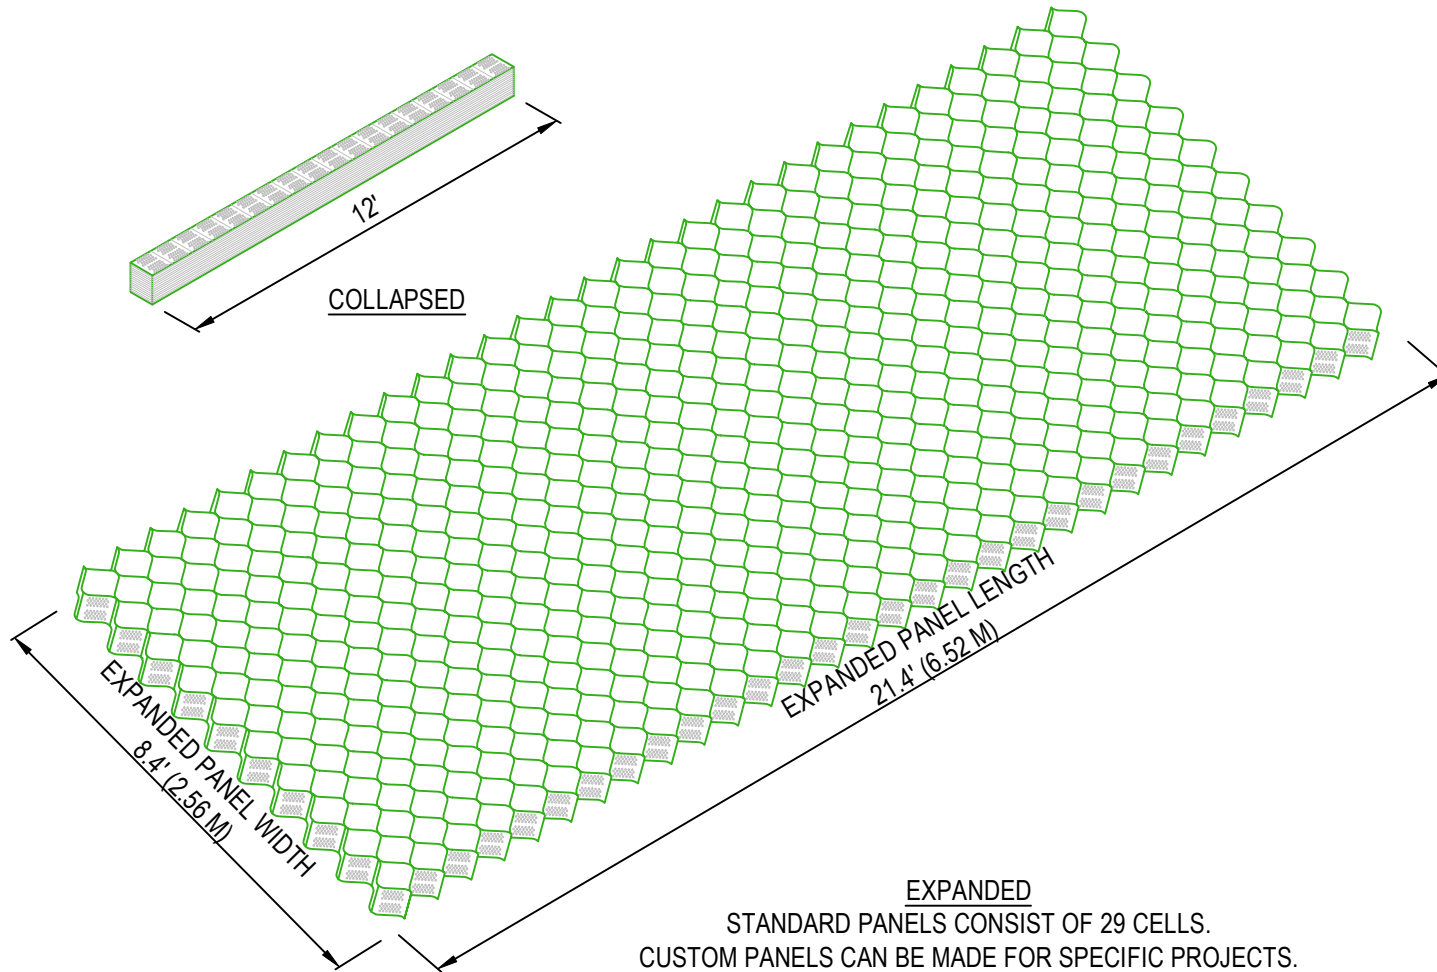 12'
COLLAPSED
EXPANDED PANEL LENGTH
21.4' (6.52 M)
EXPANDED PANEL WIDTH
8.4' (2.56 M)
EXPANDED
STANDARD PANELS CONSIST OF 29 CELLS.
CUSTOM PANELS CAN BE MADE FOR SPECIFIC PROJECTS.